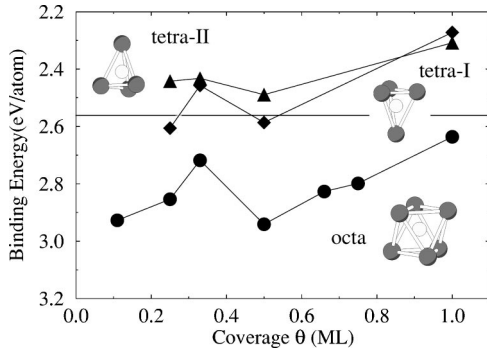 2.2
2.4
2.6
2.8
3.0
3.2
Binding Energy(eV/atom)
tetra-II
tetra-I
octa
0.0 0.2 0.4 0.6 0.8 1.0
Coverage θ (ML)